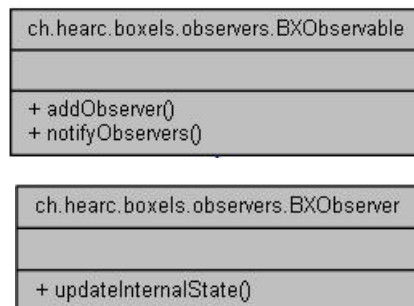 ch.hearc.boxels.observers.BXObservable
+ addObserver()
+ notifyObservers()
ch.hearc.boxels.observers.BXObserver
+ updateInternalState()